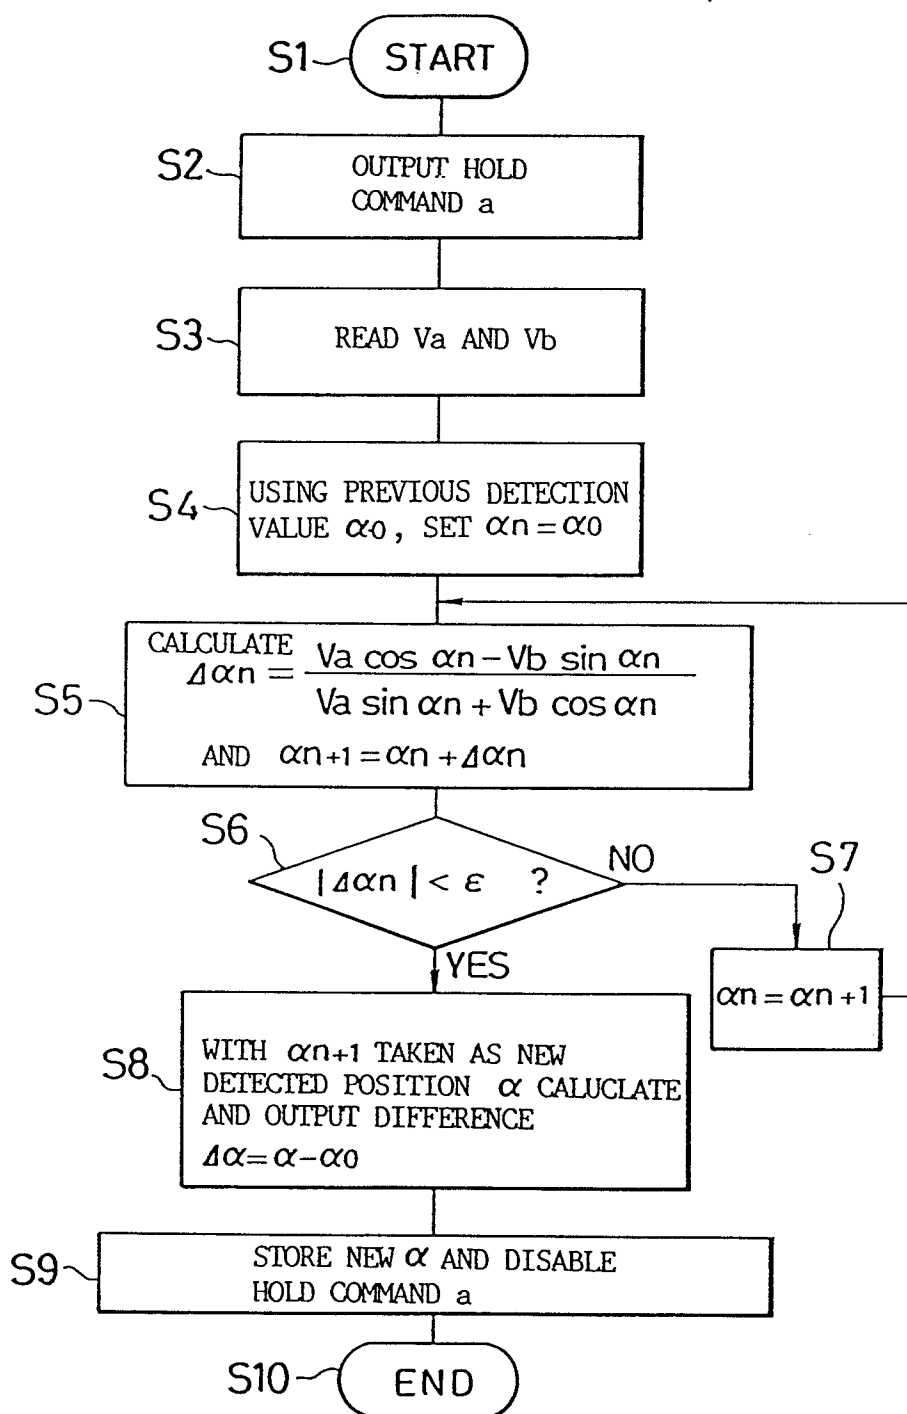 S1 START
S2 OUTPUT HOLD
COMMAND a
S3 READ Va AND Vb
S4 USING PREVIOUS DETECTION
VALUE α0, SET αn = α0
S5 CALCULATE
Δαn = (Va cos αn − Vb sin αn) / (Va sin αn + Vb cos αn)
AND αn+1 = αn + Δαn
S6 |Δαn| < ε ?
NO
S7 αn = αn+1
YES
S8 WITH αn+1 TAKEN AS NEW
DETECTED POSITION α CALUCLATE
AND OUTPUT DIFFERENCE
Δα = α − α0
S9 STORE NEW α AND DISABLE
HOLD COMMAND a
S10 END